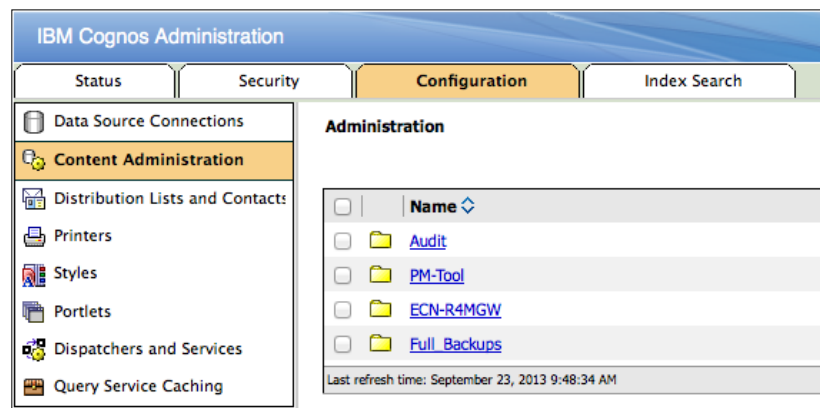 IBM Cognos Administration
Status Security Configuration Index Search
Data Source Connections
Content Administration
Distribution Lists and Contacts
Printers
Styles
Portlets
Dispatchers and Services
Query Service Caching
Administration
Name
Audit
PM-Tool
ECN-R4MGW
Full_Backups
Last refresh time: September 23, 2013 9:48:34 AM